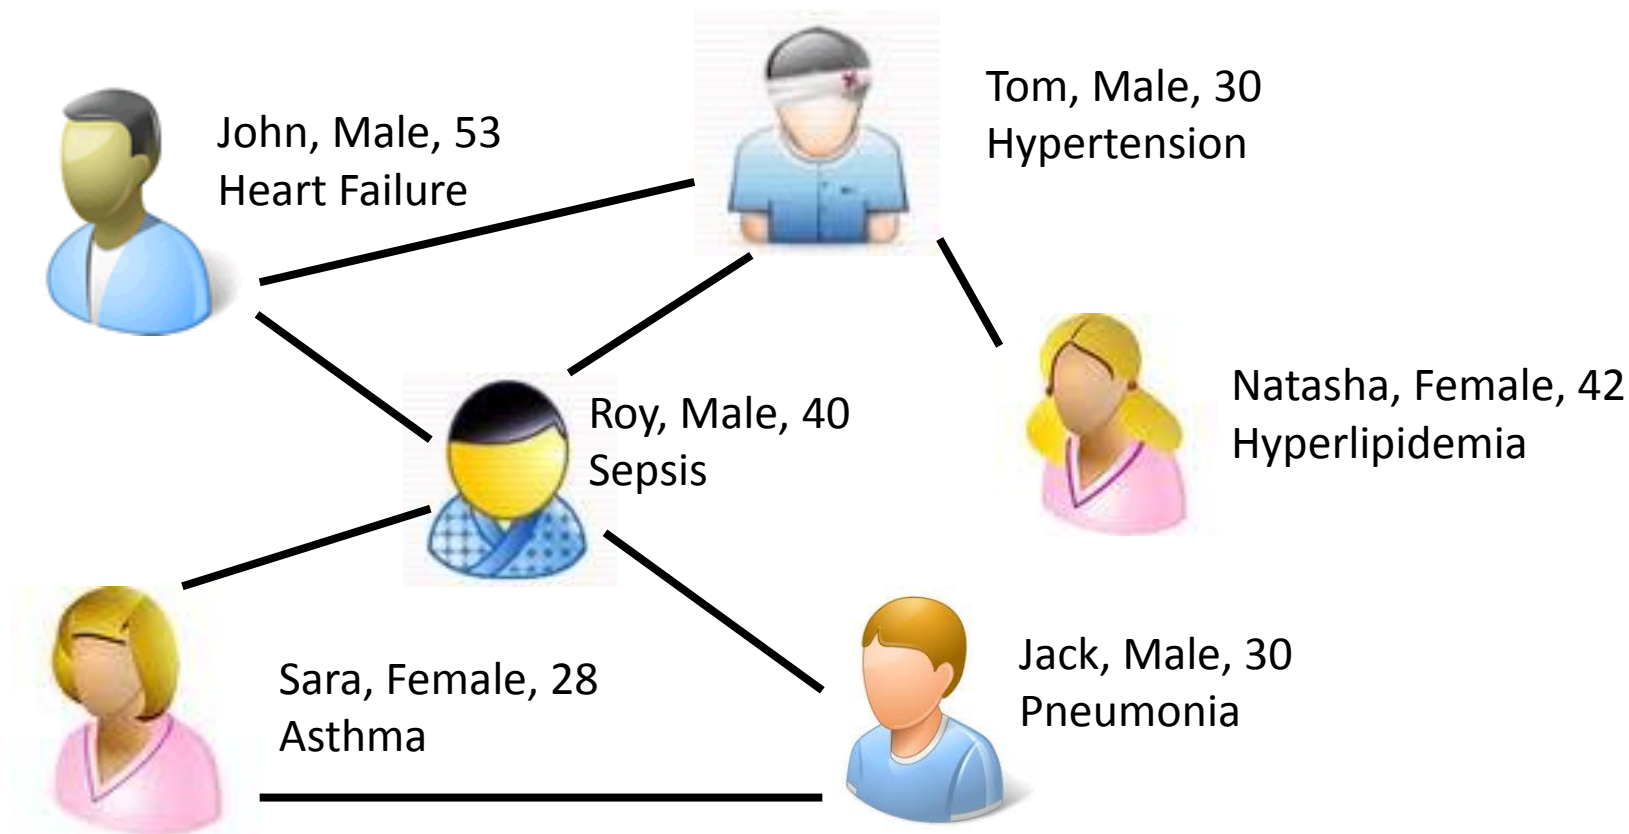 Tom, Male, 30
Hypertension
John, Male, 53
Heart Failure
Natasha, Female, 42
Hyperlipidemia
Roy, Male, 40
Sepsis
Jack, Male, 30
Pneumonia
Sara, Female, 28
Asthma